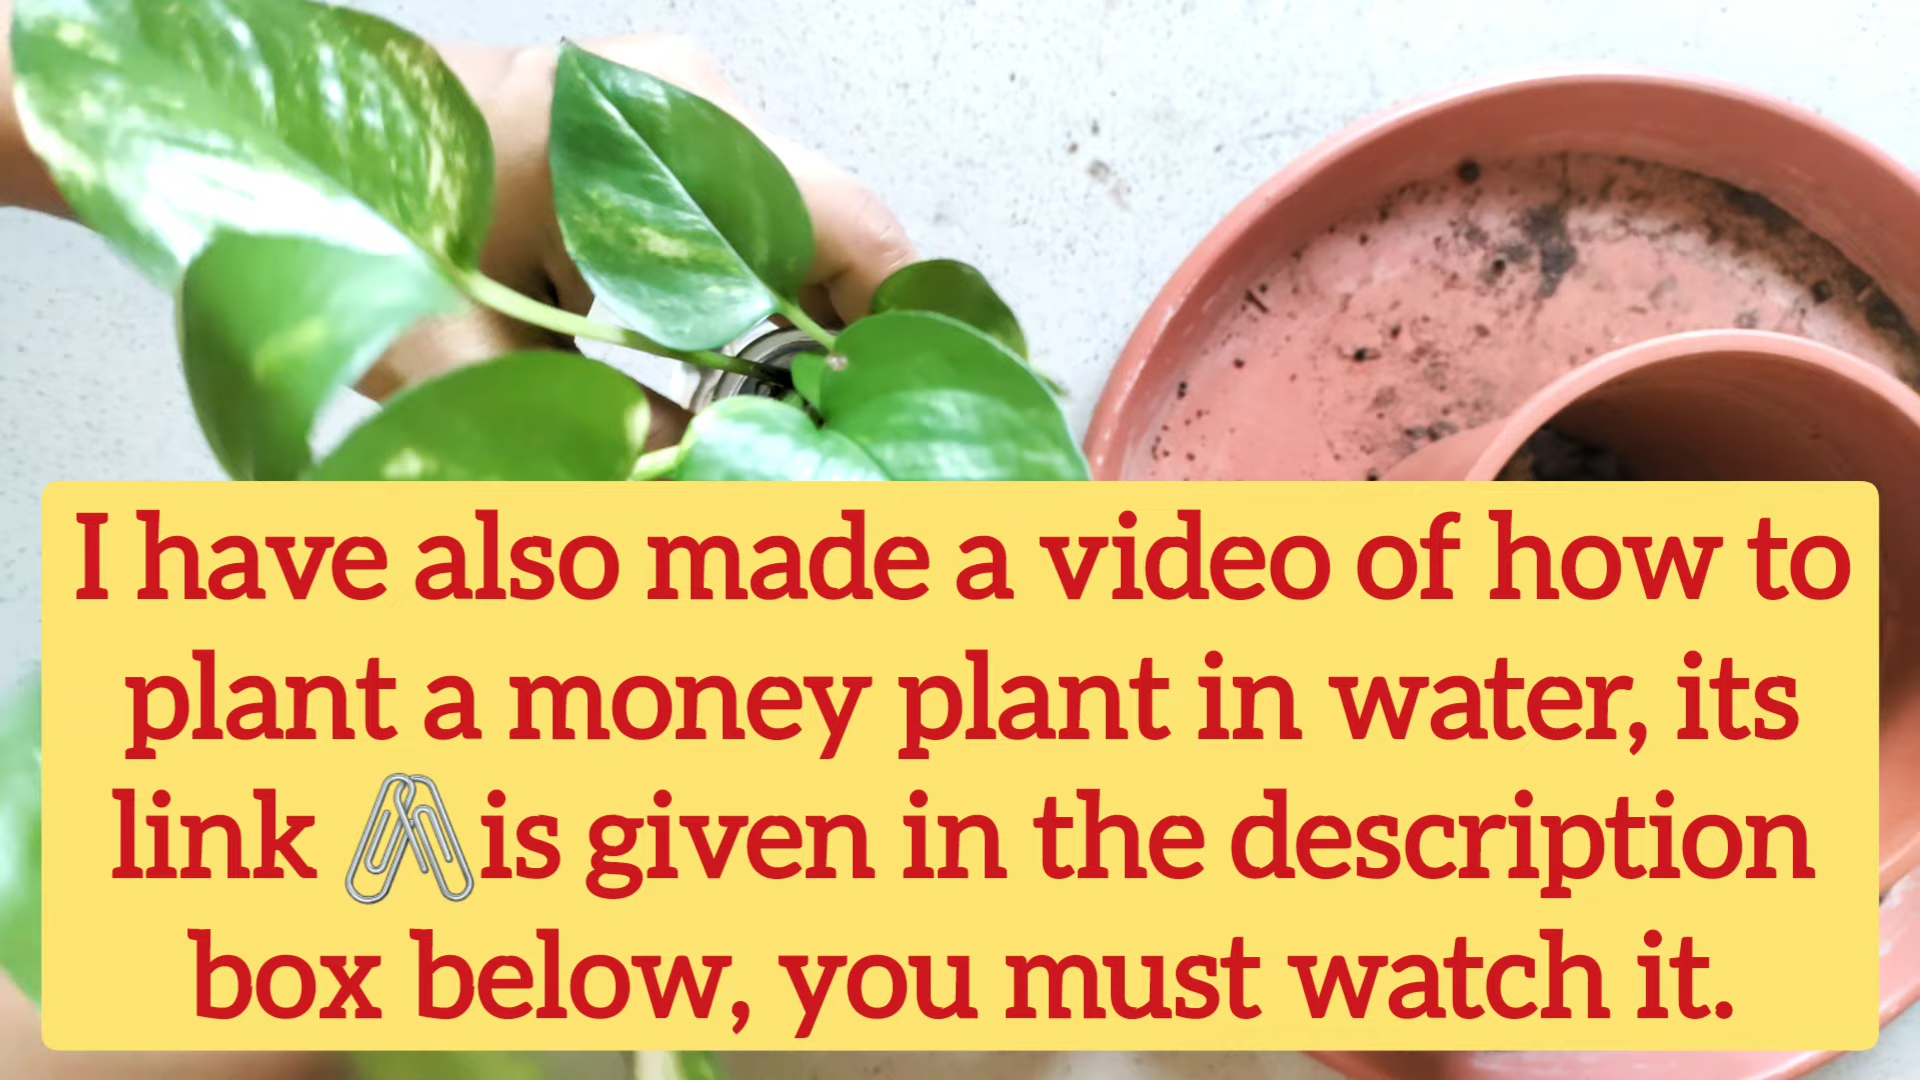 I have also made a video of how to
plant a money plant in water, its
link 🖇️is given in the description
box below, you must watch it.